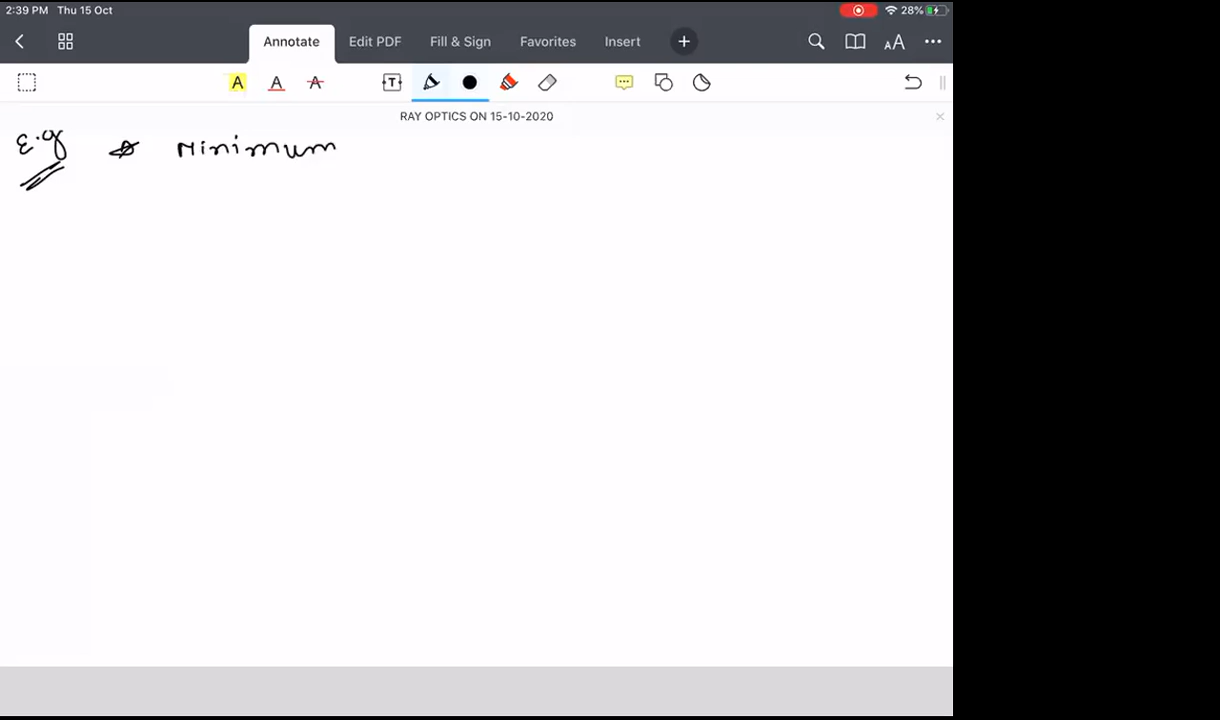 2:39 PM Thu 15 Oct 28%
Annotate Edit PDF Fill & Sign Favorites Insert AA
A A A T
RAY OPTICS ON 15-10-2020
E.g Minimum